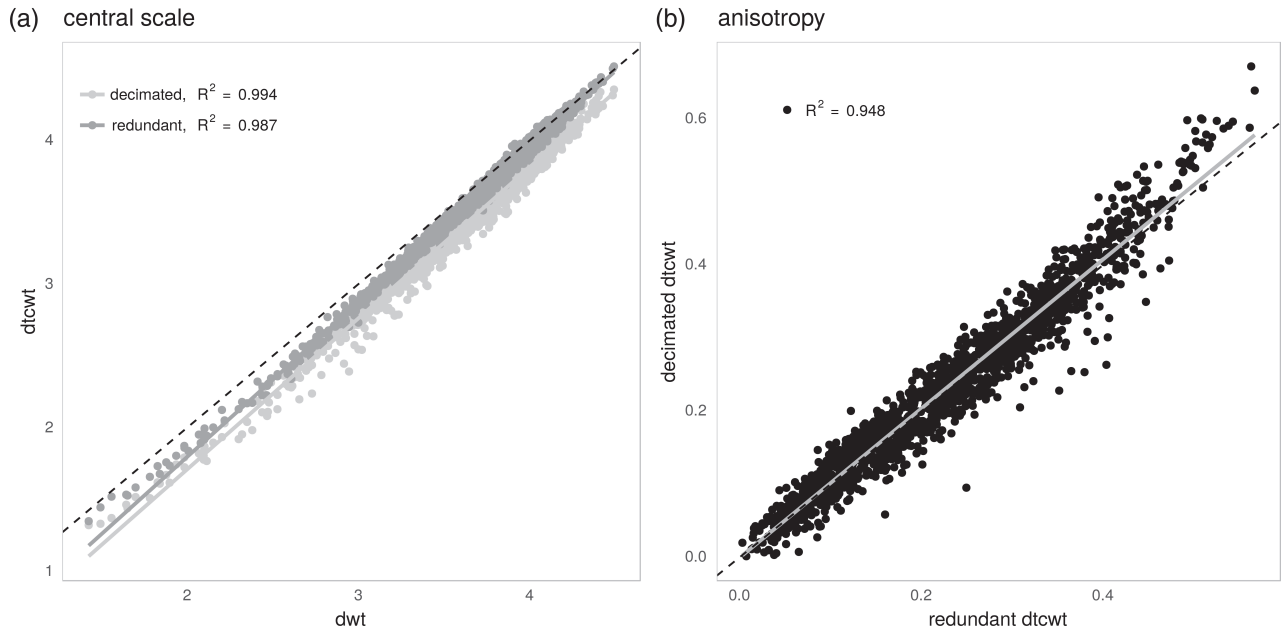 (a) central scale
decimated, R² = 0.994
redundant, R² = 0.987
4
3
2
1
dtcwt
2 3 4
dwt
(b) anisotropy
R² = 0.948
0.6
0.4
0.2
0.0
decimated dtcwt
0.0 0.2 0.4
redundant dtcwt